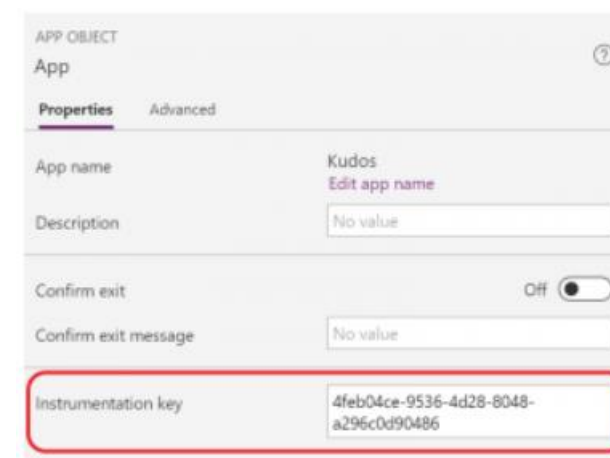 APP OBJECT
App
?
Properties Advanced
App name Kudos
Edit app name
Description No value
Confirm exit Off
Confirm exit message No value
Instrumentation key 4feb04ce-9536-4d28-8048-
a296c0d90486